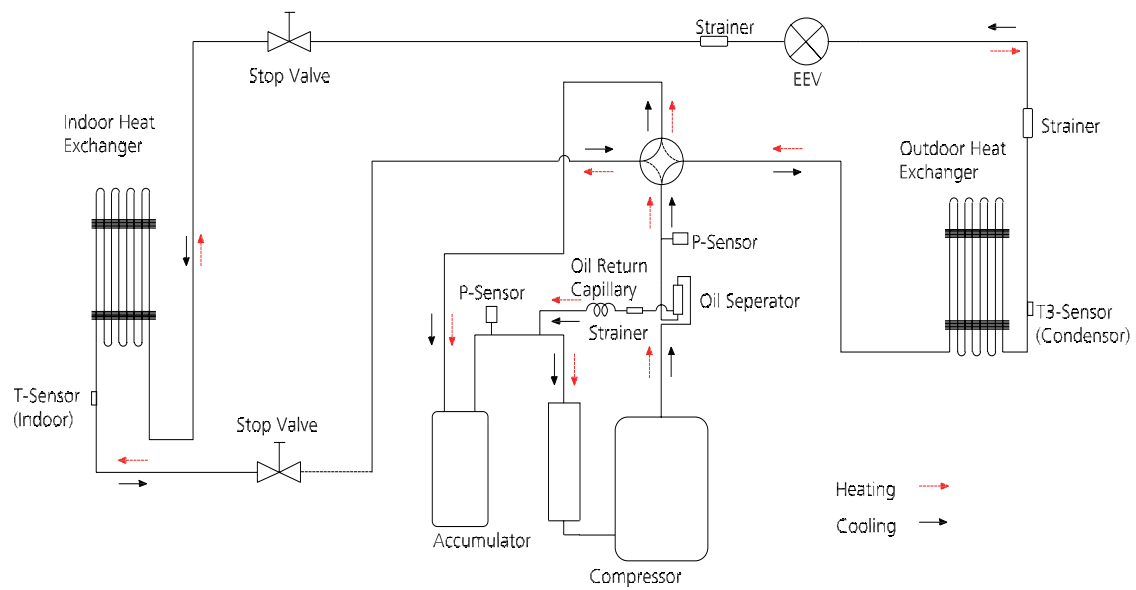 Strainer
Stop Valve
EEV
Indoor Heat
Exchanger
Strainer
Outdoor Heat
Exchanger
P-Sensor
Oil Return
Capillary
P-Sensor
Oil Seperator
Strainer
T3-Sensor
(Condensor)
T-Sensor
(Indoor)
Stop Valve
Heating
Cooling
Accumulator
Compressor